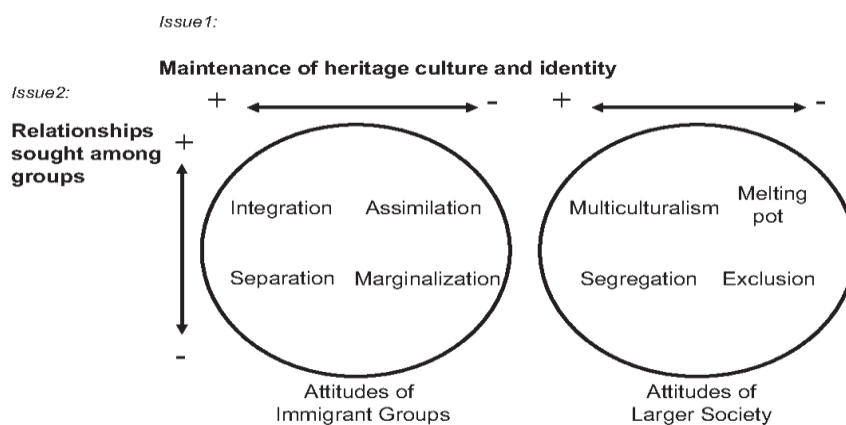 Issue1:
Maintenance of heritage culture and identity
Issue2:
+ - + -
Relationships
sought among
groups
+
Integration Assimilation
Multiculturalism Melting
pot
Separation Marginalization
Segregation Exclusion
-
Attitudes of
Immigrant Groups
Attitudes of
Larger Society